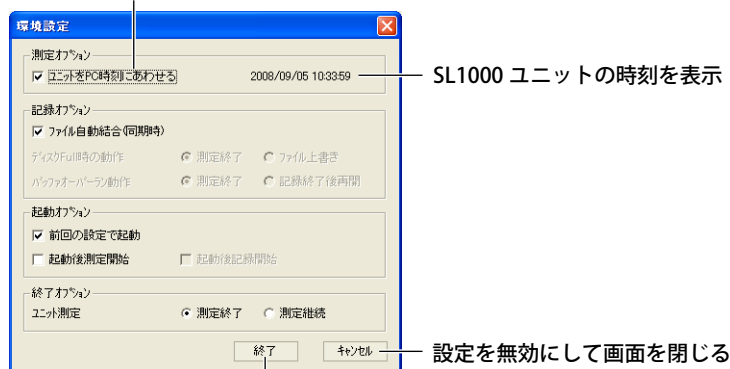 環境設定
測定オプション
ユニットをPC時刻にあわせる 2008/09/05 10:33:59 SL1000 ユニットの時刻を表示
記録オプション
ファイル自動結合(同期時)
ディスクFull時の動作 測定終了 ファイル上書き
バッファオーバーラン動作 測定終了 記録終了後再開
起動オプション
前回の設定で起動
起動後測定開始 起動後記録開始
終了オプション
ユニット測定 測定終了 測定継続
終了 キャンセル 設定を無効にして画面を閉じる